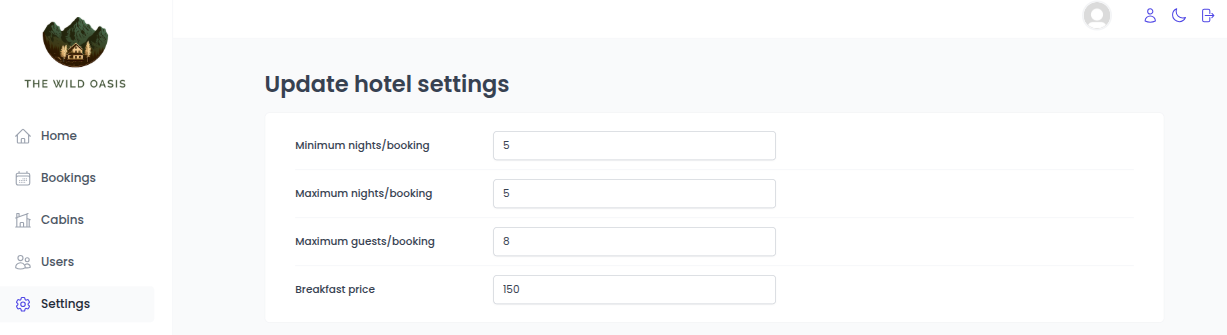 THE WILD OASIS
Home
Bookings
Cabins
Users
Settings
Update hotel settings
Minimum nights/booking 5
Maximum nights/booking 5
Maximum guests/booking 8
Breakfast price 150